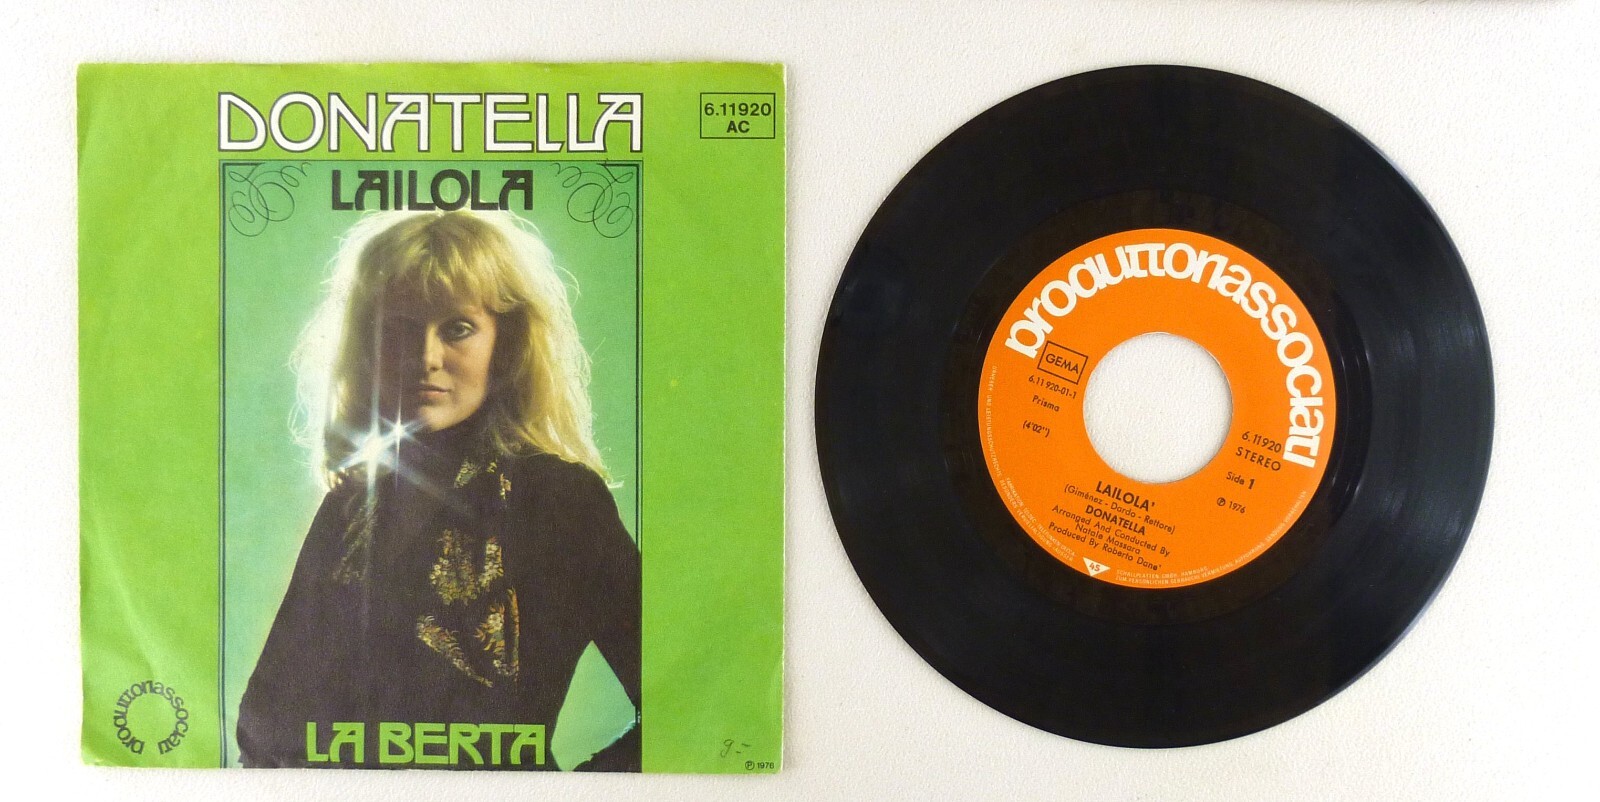 DONATELLA
6.11920
AC
LAILOLA
LA BERTA
produttoriassociati
g.-
℗ 1976
produttoriassociati
GEMA
6.11 920-01-1
Prisma
(4'02")
6.11920
STEREO
Side 1
℗ 1976
LAILOLA'
(Giménez - Dardo - Rettore)
DONATELLA
Arranged And Conducted By
Natale Massara
Produced By Roberto Dane'
45